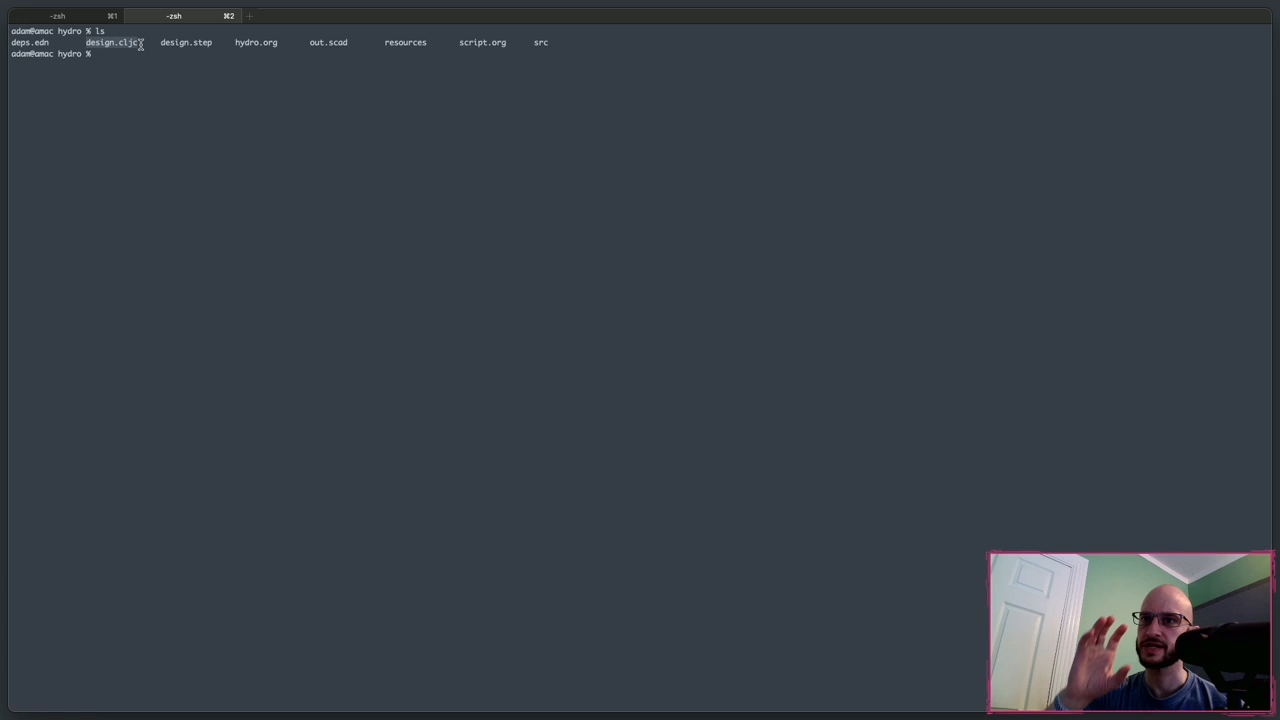 -zsh ⌘1 -zsh ⌘2 +
adam@amac hydro % ls
deps.edn design.cljc design.step hydro.org out.scad resources script.org src
adam@amac hydro %